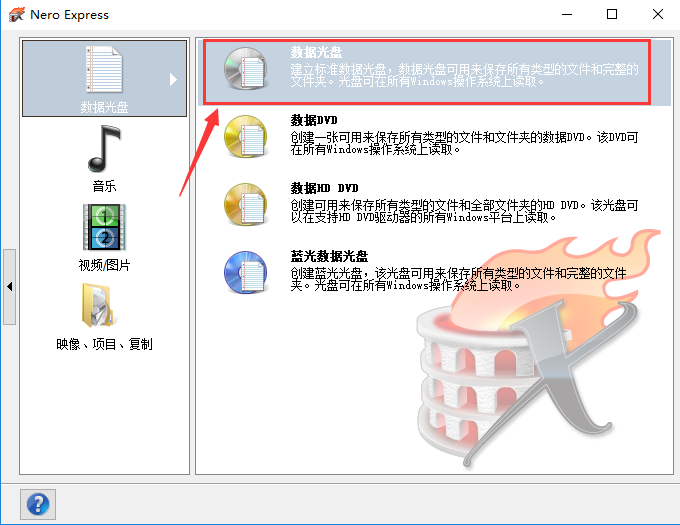 Nero Express
数据光盘
音乐
视频/图片
映像、项目、复制
数据光盘
建立标准数据光盘，数据光盘可用来保存所有类型的文件和完整的
文件夹。光盘可在所有Windows操作系统上读取。
数据DVD
创建一张可用来保存所有类型的文件和文件夹的数据DVD。该DVD可
在所有Windows操作系统上读取。
数据HD DVD
创建可用来保存所有类型的文件和全部文件夹的HD DVD。该光盘可
以在支持HD DVD驱动器的所有Windows平台上读取。
蓝光数据光盘
创建蓝光光盘，该光盘可用来保存所有类型的文件和完整的文件
夹。光盘可在所有Windows操作系统上读取。